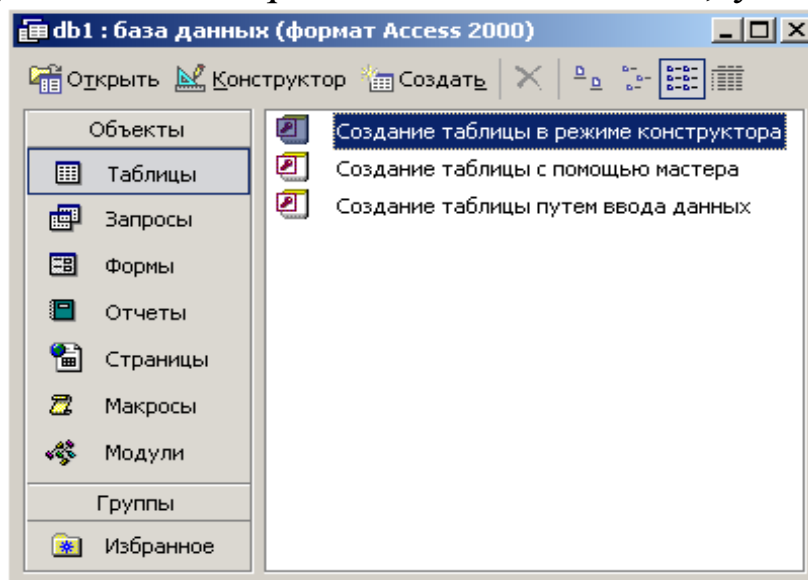 db1 : база данных (формат Access 2000)
Открыть Конструктор Создать
Объекты
Таблицы
Запросы
Формы
Отчеты
Страницы
Макросы
Модули
Группы
Избранное
Создание таблицы в режиме конструктора
Создание таблицы с помощью мастера
Создание таблицы путем ввода данных